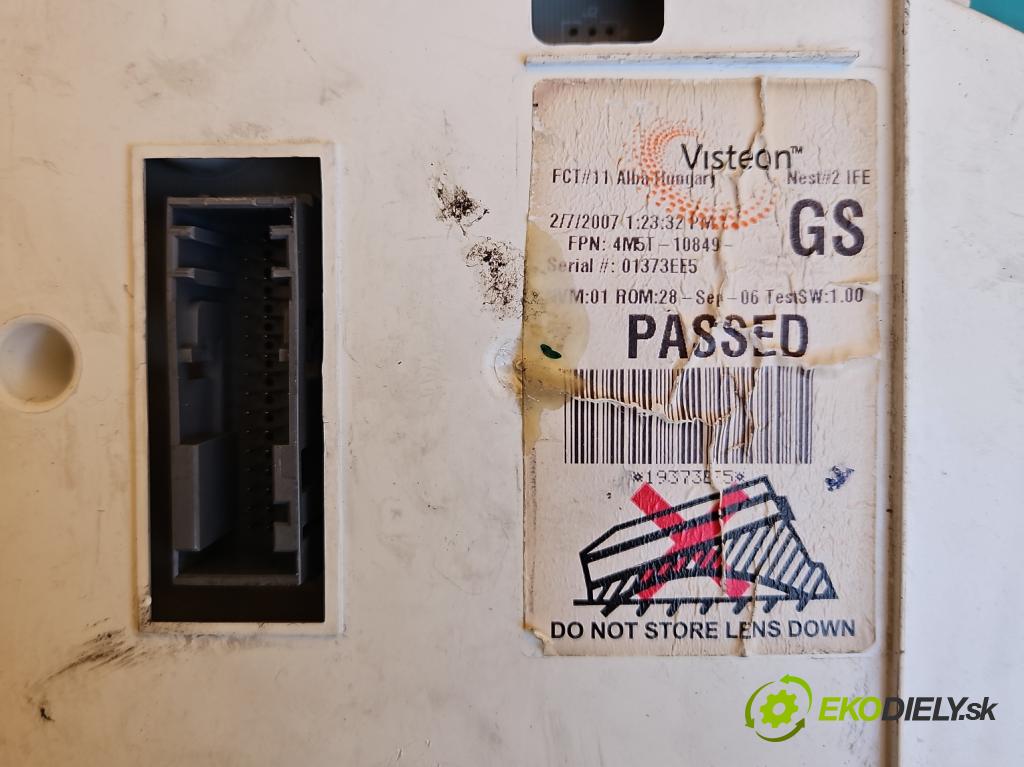 Visteon™
FCT#11 Alba Hungary Nest#2 IFE
2/7/2007 1:23:32 PM
GS
FPN: 4M5T-10849-
Serial #: 01373EE5
NVM:01 ROM:28-Sep-06 TestSW:1.00
PASSED
DO NOT STORE LENS DOWN
EKODIELY.sk